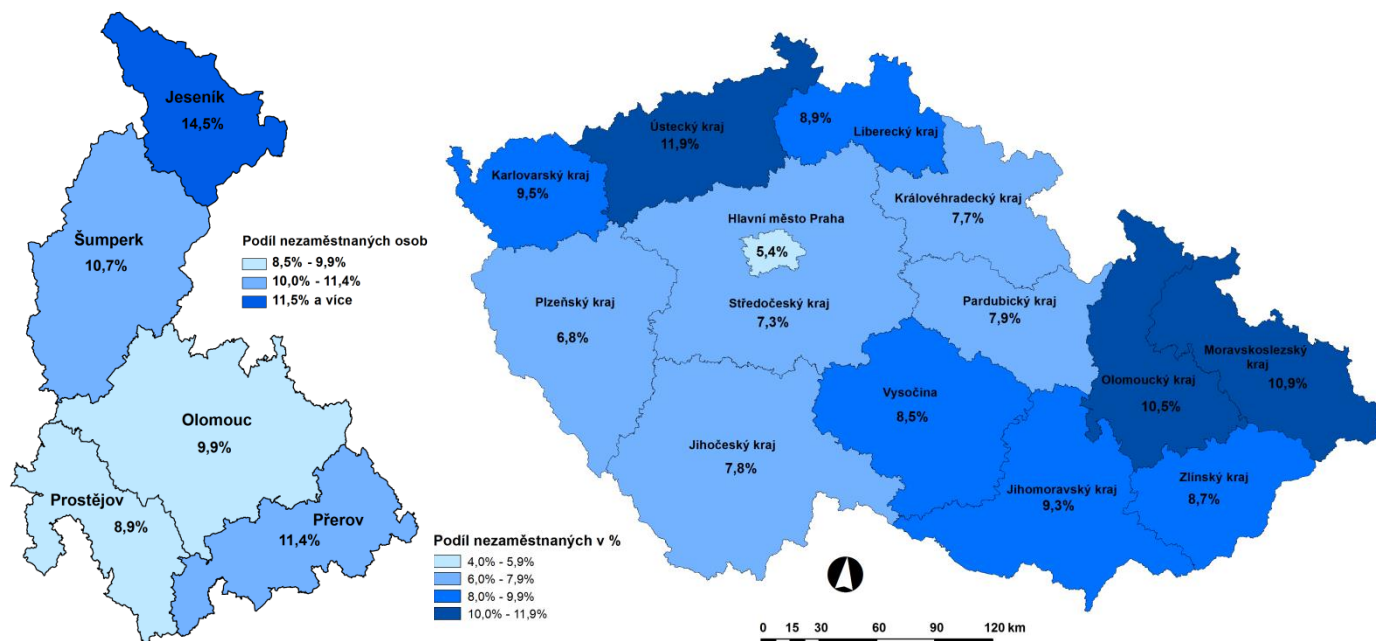 Jeseník
14,5%
Šumperk
10,7%
Podíl nezaměstnaných osob
8,5% - 9,9%
10,0% - 11,4%
11,5% a více
Olomouc
9,9%
Prostějov
8,9%
Přerov
11,4%
Ústecký kraj
11,9%
8,9%
Liberecký kraj
Karlovarský kraj
9,5%
Královéhradecký kraj
7,7%
Hlavní město Praha
5,4%
Plzeňský kraj
6,8%
Středočeský kraj
7,3%
Pardubický kraj
7,9%
Moravskoslezský
kraj
10,9%
Olomoucký kraj
10,5%
Vysočina
8,5%
Jihočeský kraj
7,8%
Jihomoravský kraj
9,3%
Zlínský kraj
8,7%
Podíl nezaměstnaných v %
4,0% - 5,9%
6,0% - 7,9%
8,0% - 9,9%
10,0% - 11,9%
0 15 30 60 90 120 km